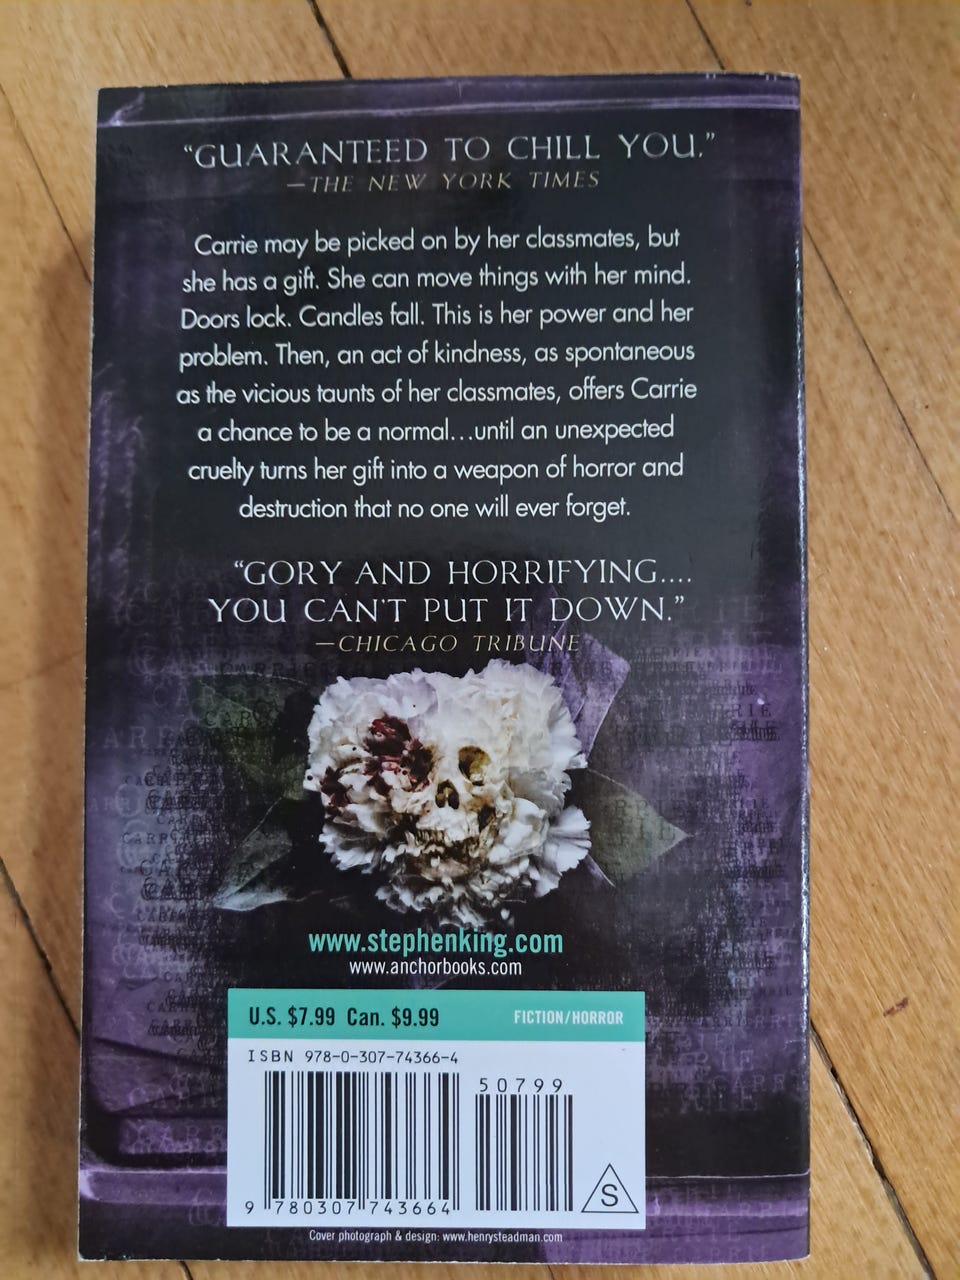 “GUARANTEED TO CHILL YOU.”
—THE NEW YORK TIMES
Carrie may be picked on by her classmates, but
she has a gift. She can move things with her mind.
Doors lock. Candles fall. This is her power and her
problem. Then, an act of kindness, as spontaneous
as the vicious taunts of her classmates, offers Carrie
a chance to be a normal...until an unexpected
cruelty turns her gift into a weapon of horror and
destruction that no one will ever forget.
“GORY AND HORRIFYING....
YOU CAN'T PUT IT DOWN.”
—CHICAGO TRIBUNE
www.stephenking.com
www.anchorbooks.com
U.S. $7.99 Can. $9.99 FICTION/HORROR
ISBN 978-0-307-74366-4
50799
9 780307 743664
S
Cover photograph & design: www.henrysteadman.com